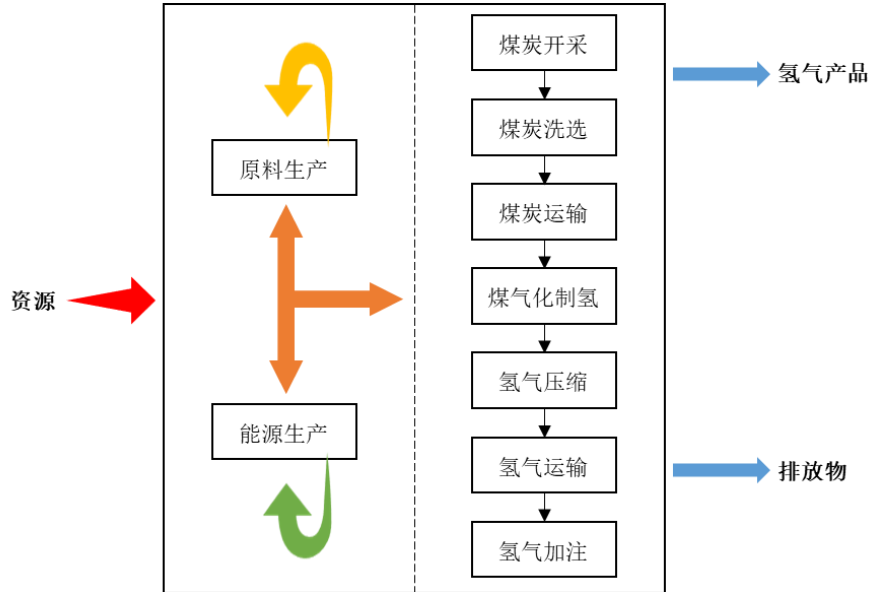 资源
原料生产
能源生产
煤炭开采
煤炭洗选
煤炭运输
煤气化制氢
氢气压缩
氢气运输
氢气加注
氢气产品
排放物